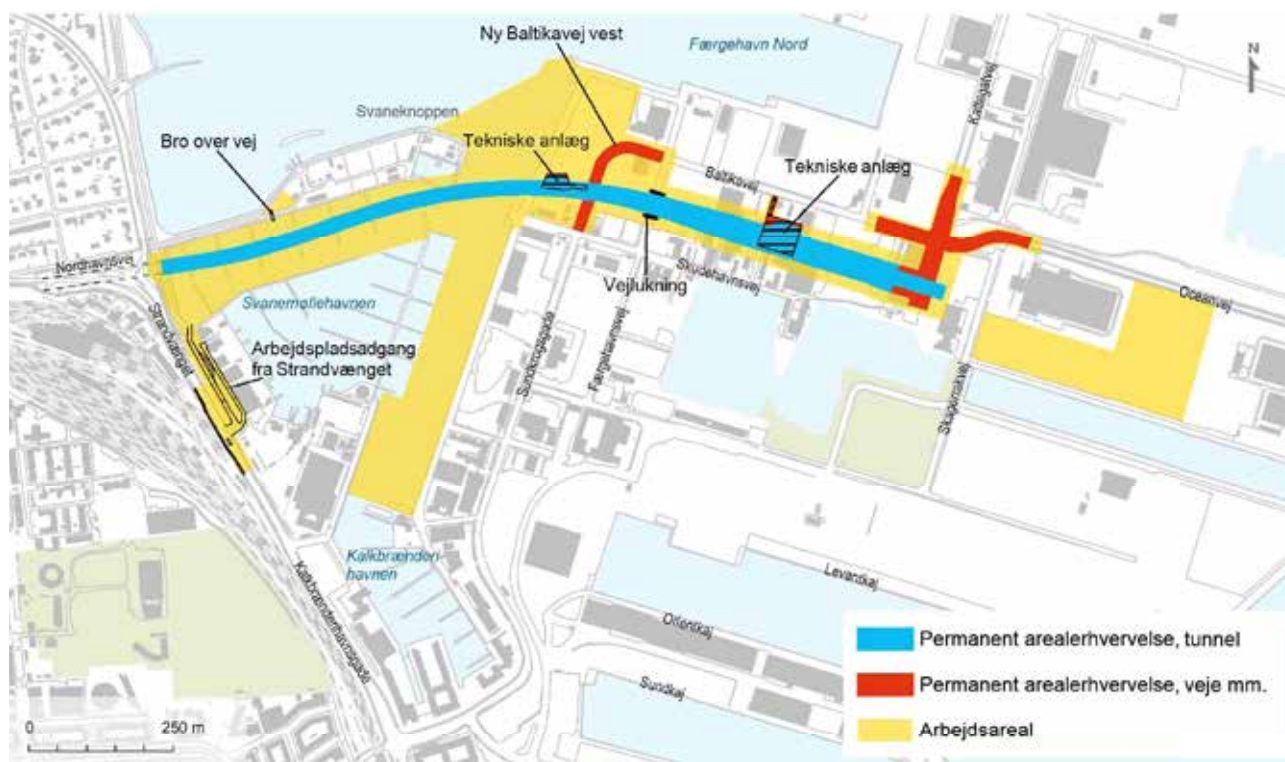 Ny Baltikavej vest
Færgehavn Nord
N
Kattegatvej
Svaneknoppen
Bro over vej
Tekniske anlæg
Tekniske anlæg
Baltikavej
Nordhavnsvej
Vejlukning
Skudehavnsvej
Oceanvej
Svanemøllehavnen
Strandvænget
Arbejdspladsadgang
fra Strandvænget
Sundkrogsgade
Færgehavnsvej
Skagerrakvej
Kalkbrænderi
havnen
Kalkbrænderihavnsgade
Levantkaj
Orientkaj
Sundkaj
Permanent arealerhvervelse, tunnel
Permanent arealerhvervelse, veje mm.
Arbejdsareal
0 250 m